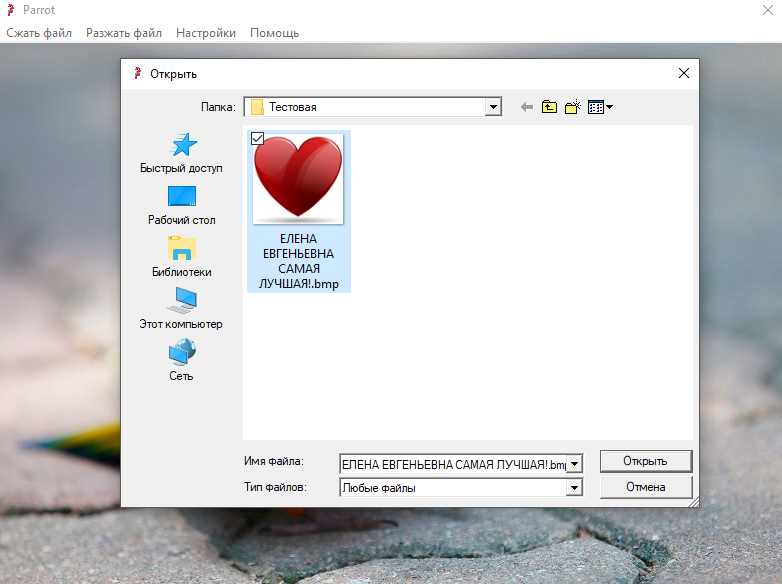 Parrot
Сжать файл Разжать файл Настройки Помощь
Открыть
Папка: Тестовая
Быстрый доступ
Рабочий стол
Библиотеки
Этот компьютер
Сеть
ЕЛЕНА
ЕВГЕНЬЕВНА
САМАЯ
ЛУЧШАЯ!.bmp
Имя файла: ЕЛЕНА ЕВГЕНЬЕВНА САМАЯ ЛУЧШАЯ!.bmp Открыть
Тип файлов: Любые файлы Отмена